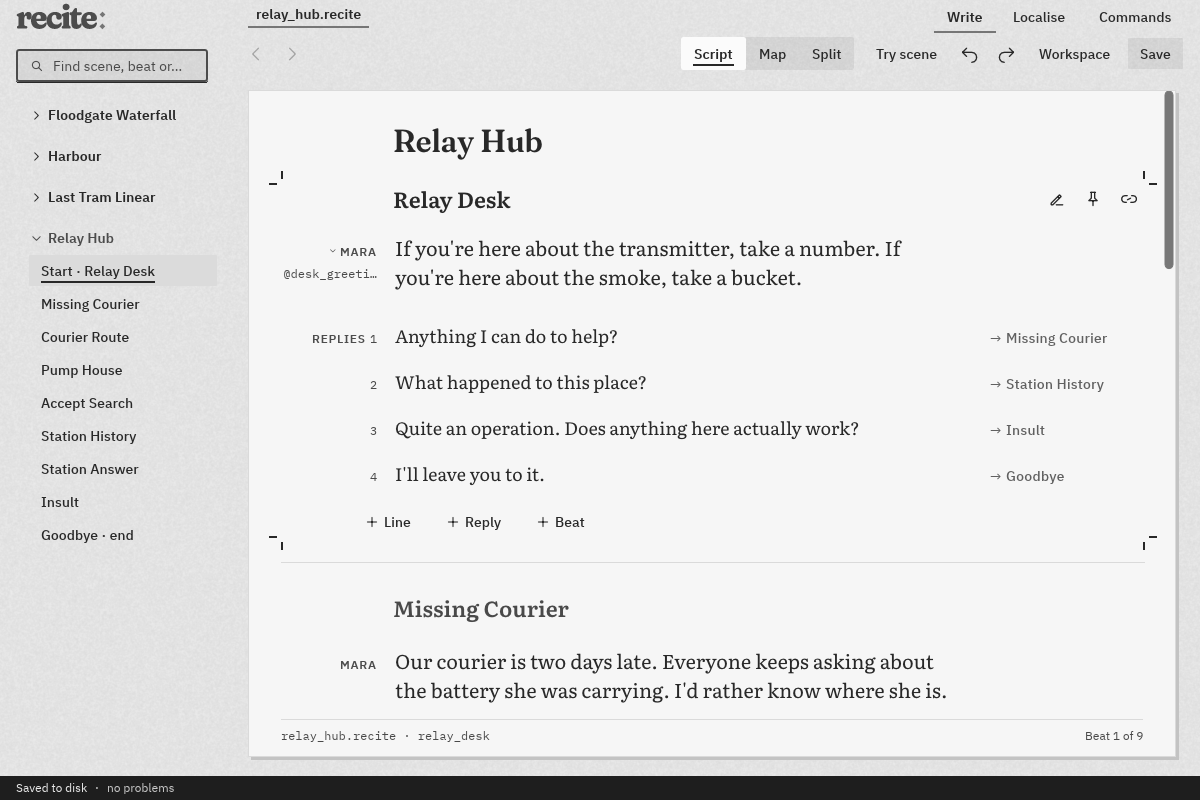 recite:
relay_hub.recite
Write
Localise
Commands
Find scene, beat or...
Script
Map
Split
Try scene
Workspace
Save
Floodgate Waterfall
Harbour
Last Tram Linear
Relay Hub
Start · Relay Desk
Missing Courier
Courier Route
Pump House
Accept Search
Station History
Station Answer
Insult
Goodbye · end
Relay Hub
Relay Desk
MARA
@desk_greeti…
If you're here about the transmitter, take a number. If
you're here about the smoke, take a bucket.
REPLIES 1 Anything I can do to help? → Missing Courier
2 What happened to this place? → Station History
3 Quite an operation. Does anything here actually work? → Insult
4 I'll leave you to it. → Goodbye
+ Line + Reply + Beat
Missing Courier
MARA
Our courier is two days late. Everyone keeps asking about
the battery she was carrying. I'd rather know where she is.
relay_hub.recite · relay_desk
Beat 1 of 9
Saved to disk · no problems